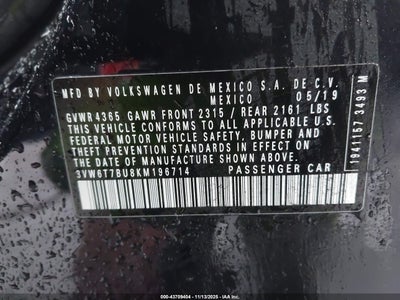 MFD BY VOLKSWAGEN DE MEXICO S.A. DE C.V.
MEXICO 05/19
GVWR 4365 GAWR FRONT 2315 / REAR 2161 LBS
THIS VEHICLE CONFORMS TO ALL APPLICABLE
FEDERAL MOTOR VEHICLE SAFETY, BUMPER AND
THEFT PREVENTION STANDARDS IN EFFECT ON
THE DATE OF MANUFACTURE SHOWN ABOVE.
3VW6T7BU8KM196714 PASSENGER CAR
1941157 3493 M
000-43709404 | 11/13/2025 - IAA Inc.